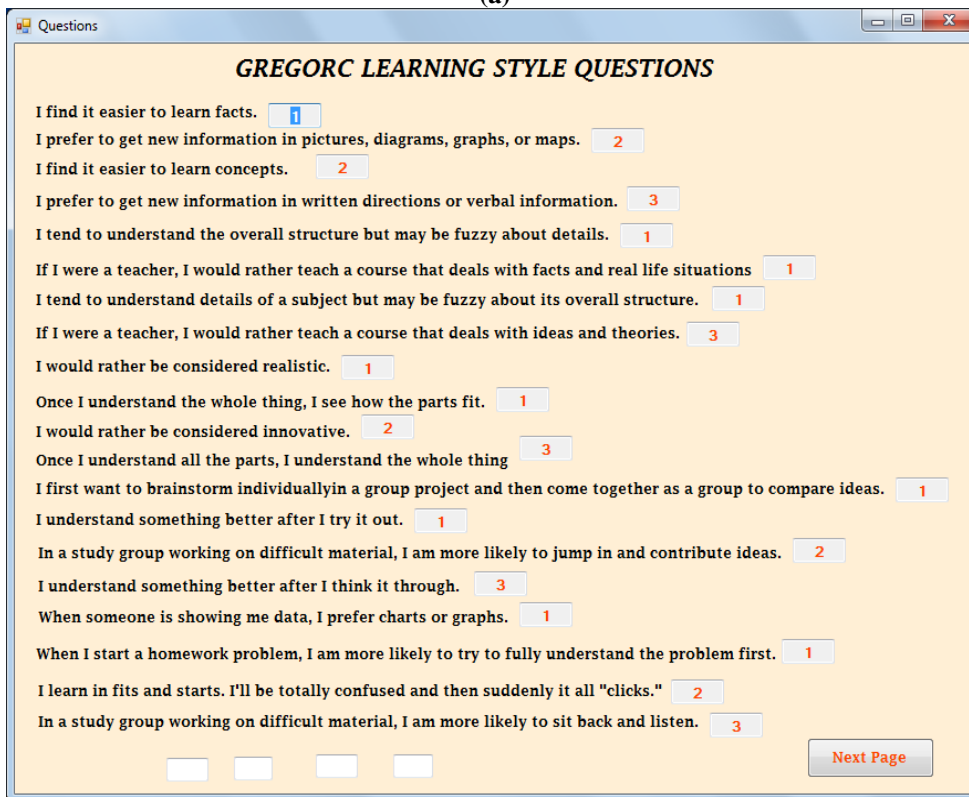 (a)
Questions
GREGORC LEARNING STYLE QUESTIONS
I find it easier to learn facts. 1
I prefer to get new information in pictures, diagrams, graphs, or maps. 2
I find it easier to learn concepts. 2
I prefer to get new information in written directions or verbal information. 3
I tend to understand the overall structure but may be fuzzy about details. 1
If I were a teacher, I would rather teach a course that deals with facts and real life situations 1
I tend to understand details of a subject but may be fuzzy about its overall structure. 1
If I were a teacher, I would rather teach a course that deals with ideas and theories. 3
I would rather be considered realistic. 1
Once I understand the whole thing, I see how the parts fit. 1
I would rather be considered innovative. 2
Once I understand all the parts, I understand the whole thing 3
I first want to brainstorm individuallyin a group project and then come together as a group to compare ideas. 1
I understand something better after I try it out. 1
In a study group working on difficult material, I am more likely to jump in and contribute ideas. 2
I understand something better after I think it through. 3
When someone is showing me data, I prefer charts or graphs. 1
When I start a homework problem, I am more likely to try to fully understand the problem first. 1
I learn in fits and starts. I'll be totally confused and then suddenly it all "clicks." 2
In a study group working on difficult material, I am more likely to sit back and listen. 3
Next Page